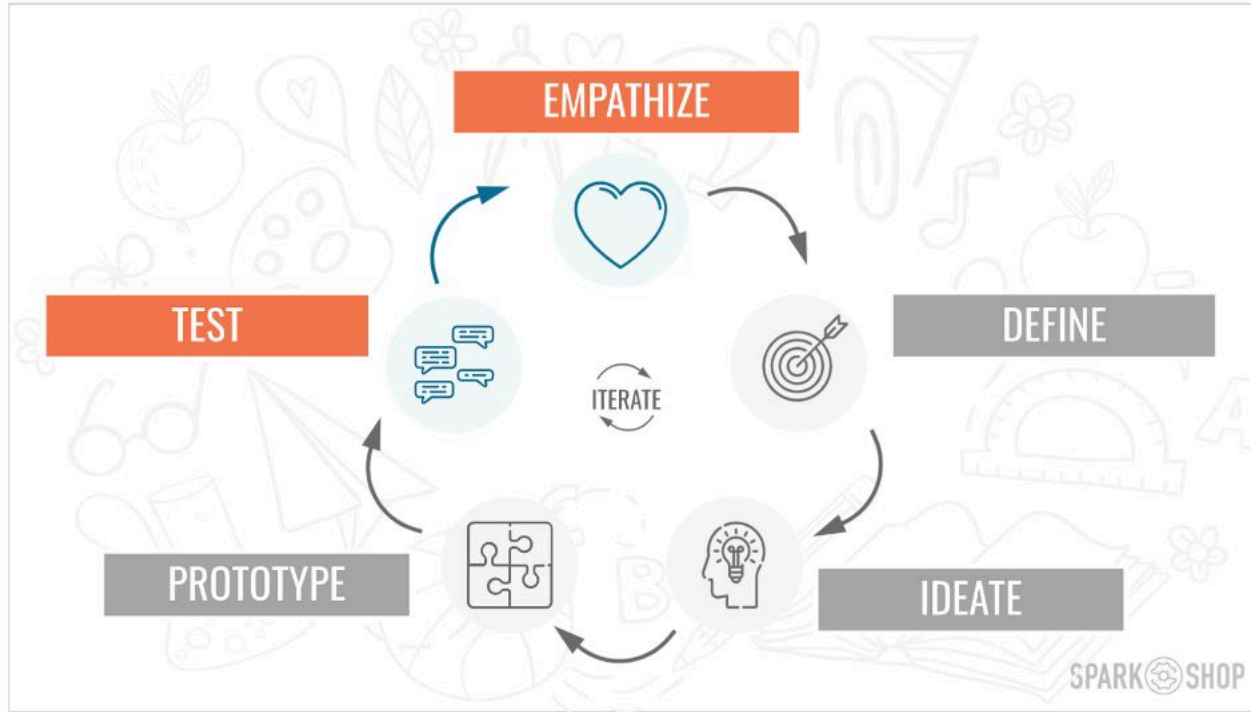 EMPATHIZE
TEST
DEFINE
ITERATE
PROTOTYPE
IDEATE
B
A
SPARK SHOP